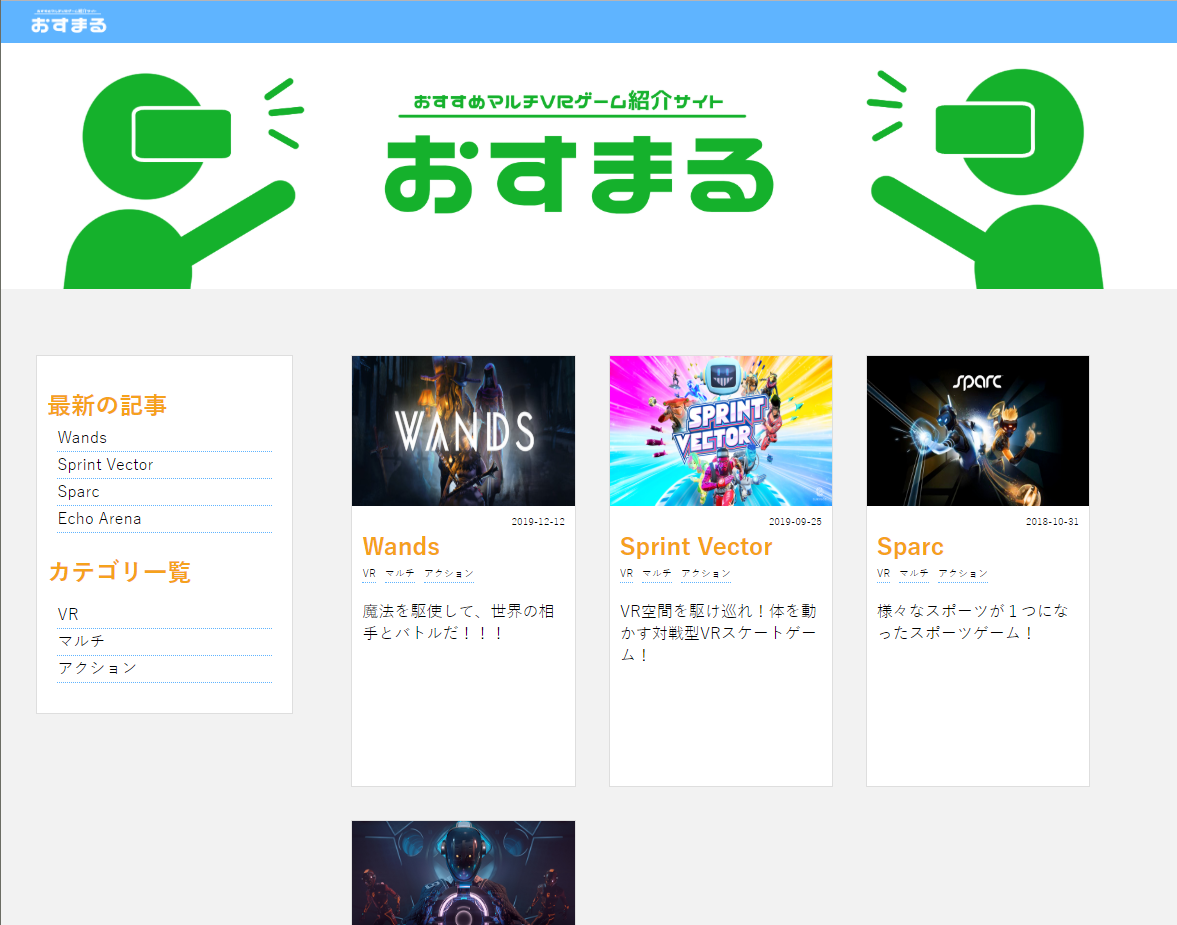 おすすめマルチVRゲーム紹介サイト
おすまる
おすすめマルチVRゲーム紹介サイト
おすまる
最新の記事
Wands
Sprint Vector
Sparc
Echo Arena
カテゴリ一覧
VR
マルチ
アクション
WANDS
2019-12-12
Wands
VR マルチ アクション
魔法を駆使して、世界の相
手とバトルだ！！！
SPRINT
VECTOR
2019-09-25
Sprint Vector
VR マルチ アクション
VR空間を駆け巡れ！体を動
かす対戦型VRスケートゲー
ム！
sparc
2018-10-31
Sparc
VR マルチ アクション
様々なスポーツが１つにな
ったスポーツゲーム！